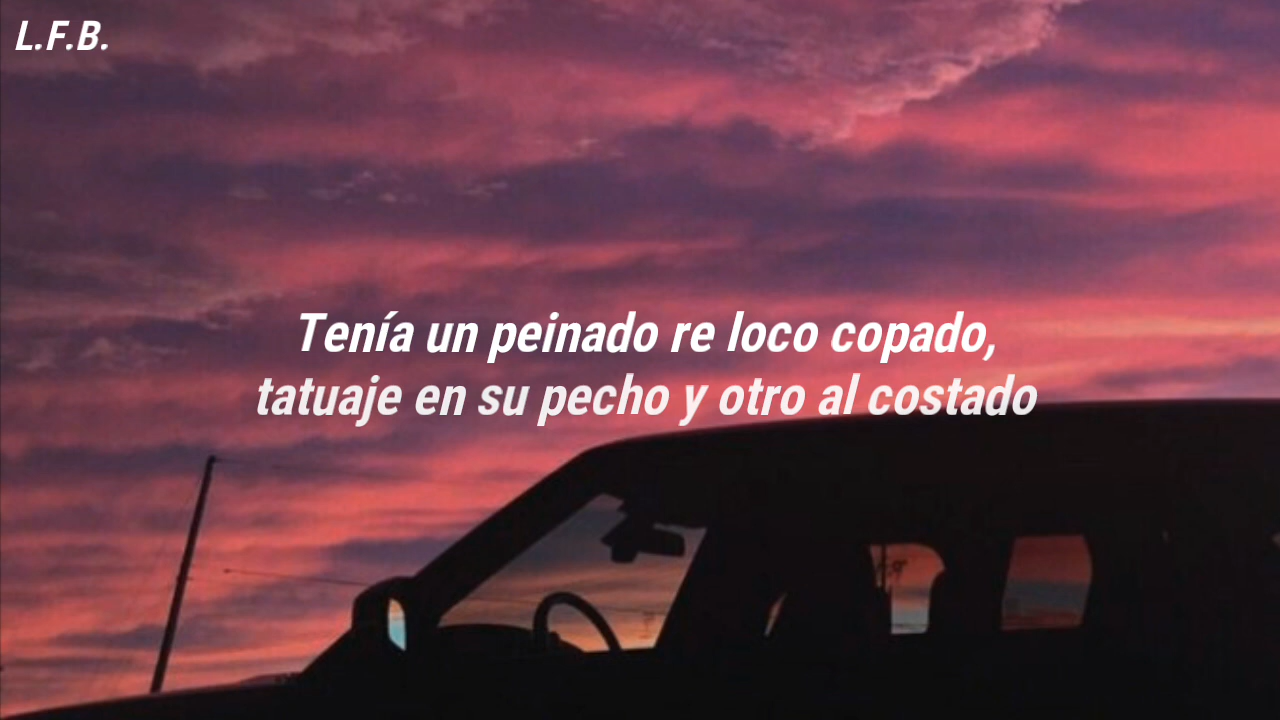 L.F.B.
Tenía un peinado re loco copado,
tatuaje en su pecho y otro al costado